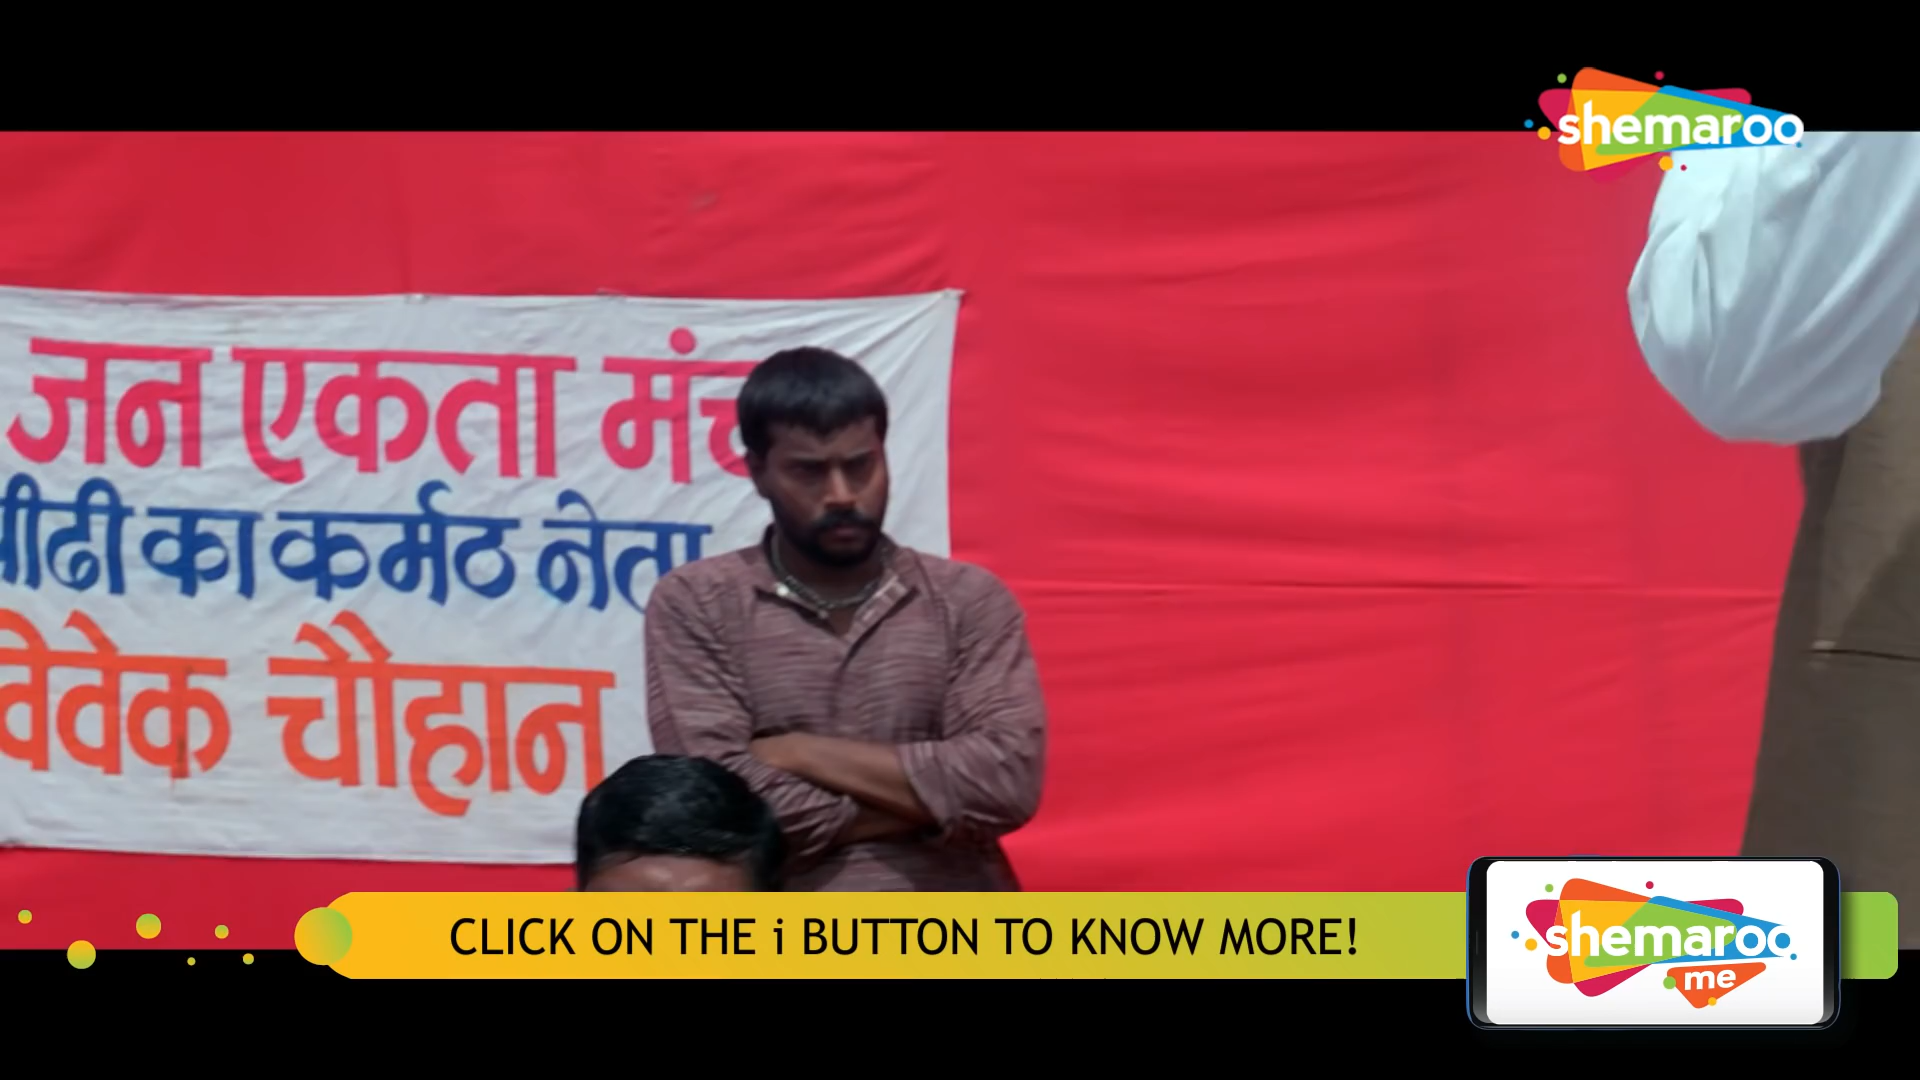 shemaroo
जन एकता मंच
पीढी का कर्मठ नेता
विवेक चौहान
CLICK ON THE i BUTTON TO KNOW MORE!
shemaroo
me